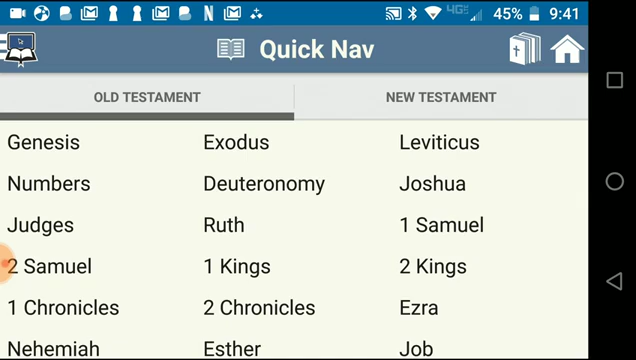 4G 45% 9:41
Quick Nav
OLD TESTAMENT NEW TESTAMENT
Genesis Exodus Leviticus
Numbers Deuteronomy Joshua
Judges Ruth 1 Samuel
2 Samuel 1 Kings 2 Kings
1 Chronicles 2 Chronicles Ezra
Nehemiah Esther Job